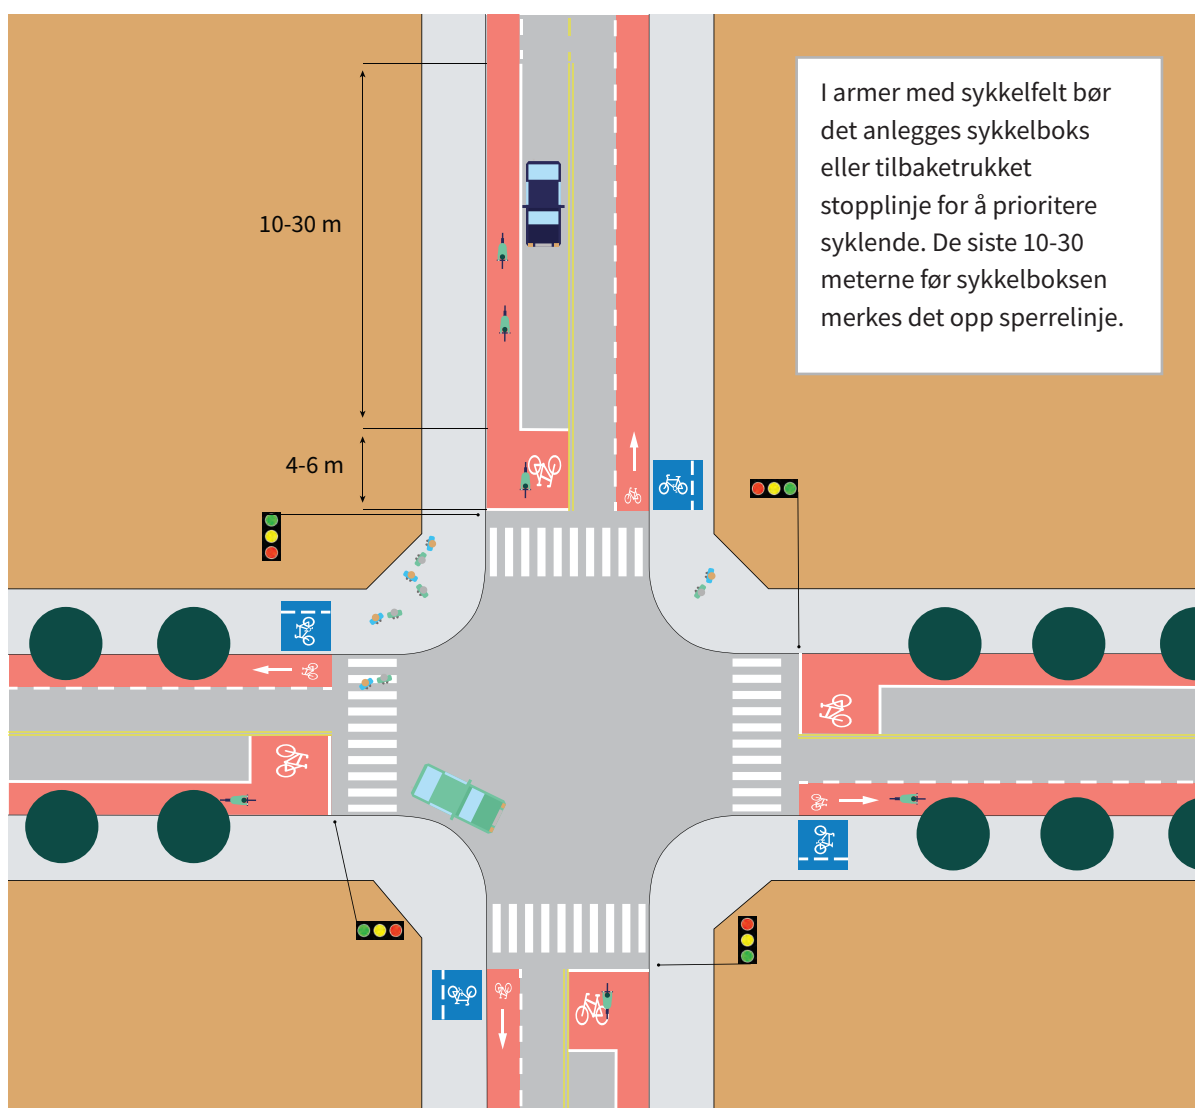 I armer med sykkelfelt bør
det anlegges sykkelboks
eller tilbaketrukket
stopplinje for å prioritere
syklende. De siste 10-30
meterne før sykkelboksen
merkes det opp sperrelinje.
10-30 m
4-6 m